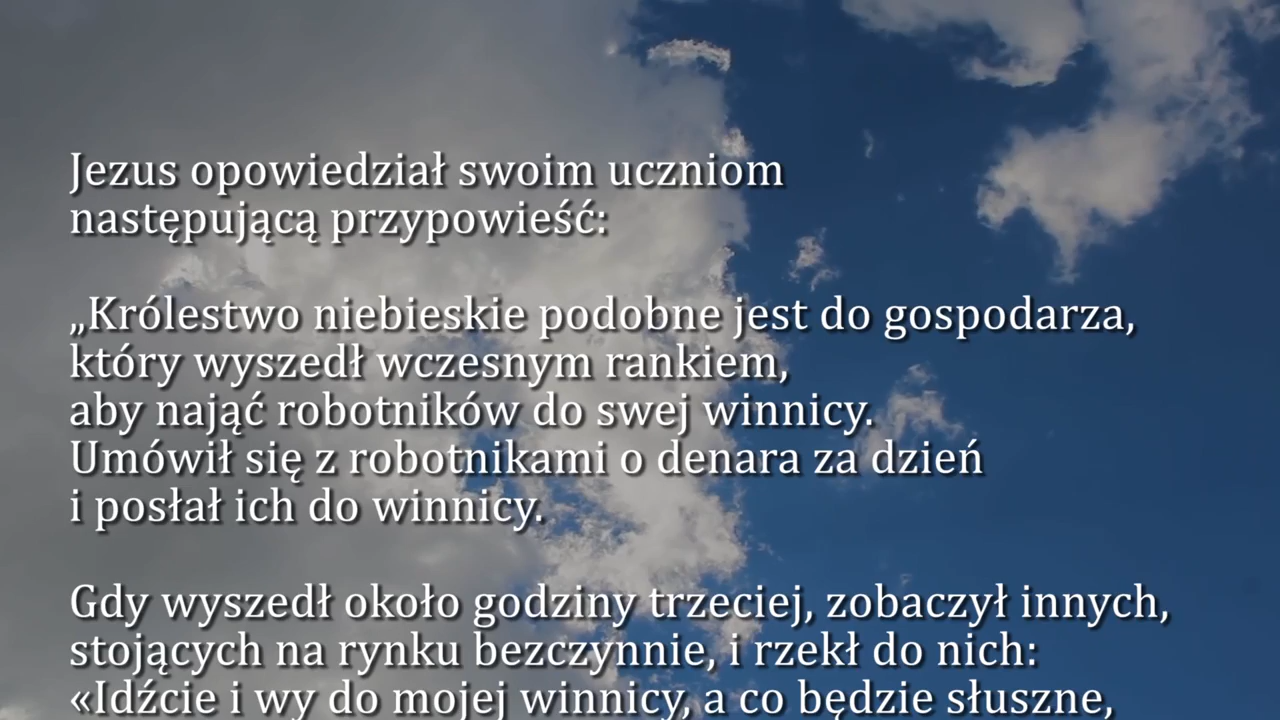 Jezus opowiedział swoim uczniom
następującą przypowieść:
„Królestwo niebieskie podobne jest do gospodarza,
który wyszedł wczesnym rankiem,
aby nająć robotników do swej winnicy.
Umówił się z robotnikami o denara za dzień
i posłał ich do winnicy.
Gdy wyszedł około godziny trzeciej, zobaczył innych,
stojących na rynku bezczynnie, i rzekł do nich:
«Idźcie i wy do mojej winnicy, a co będzie słuszne,